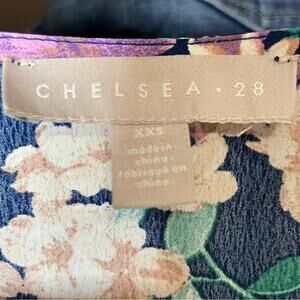 CHELSEA · 28
XXS
made in
china·
fabriqué en
chine·